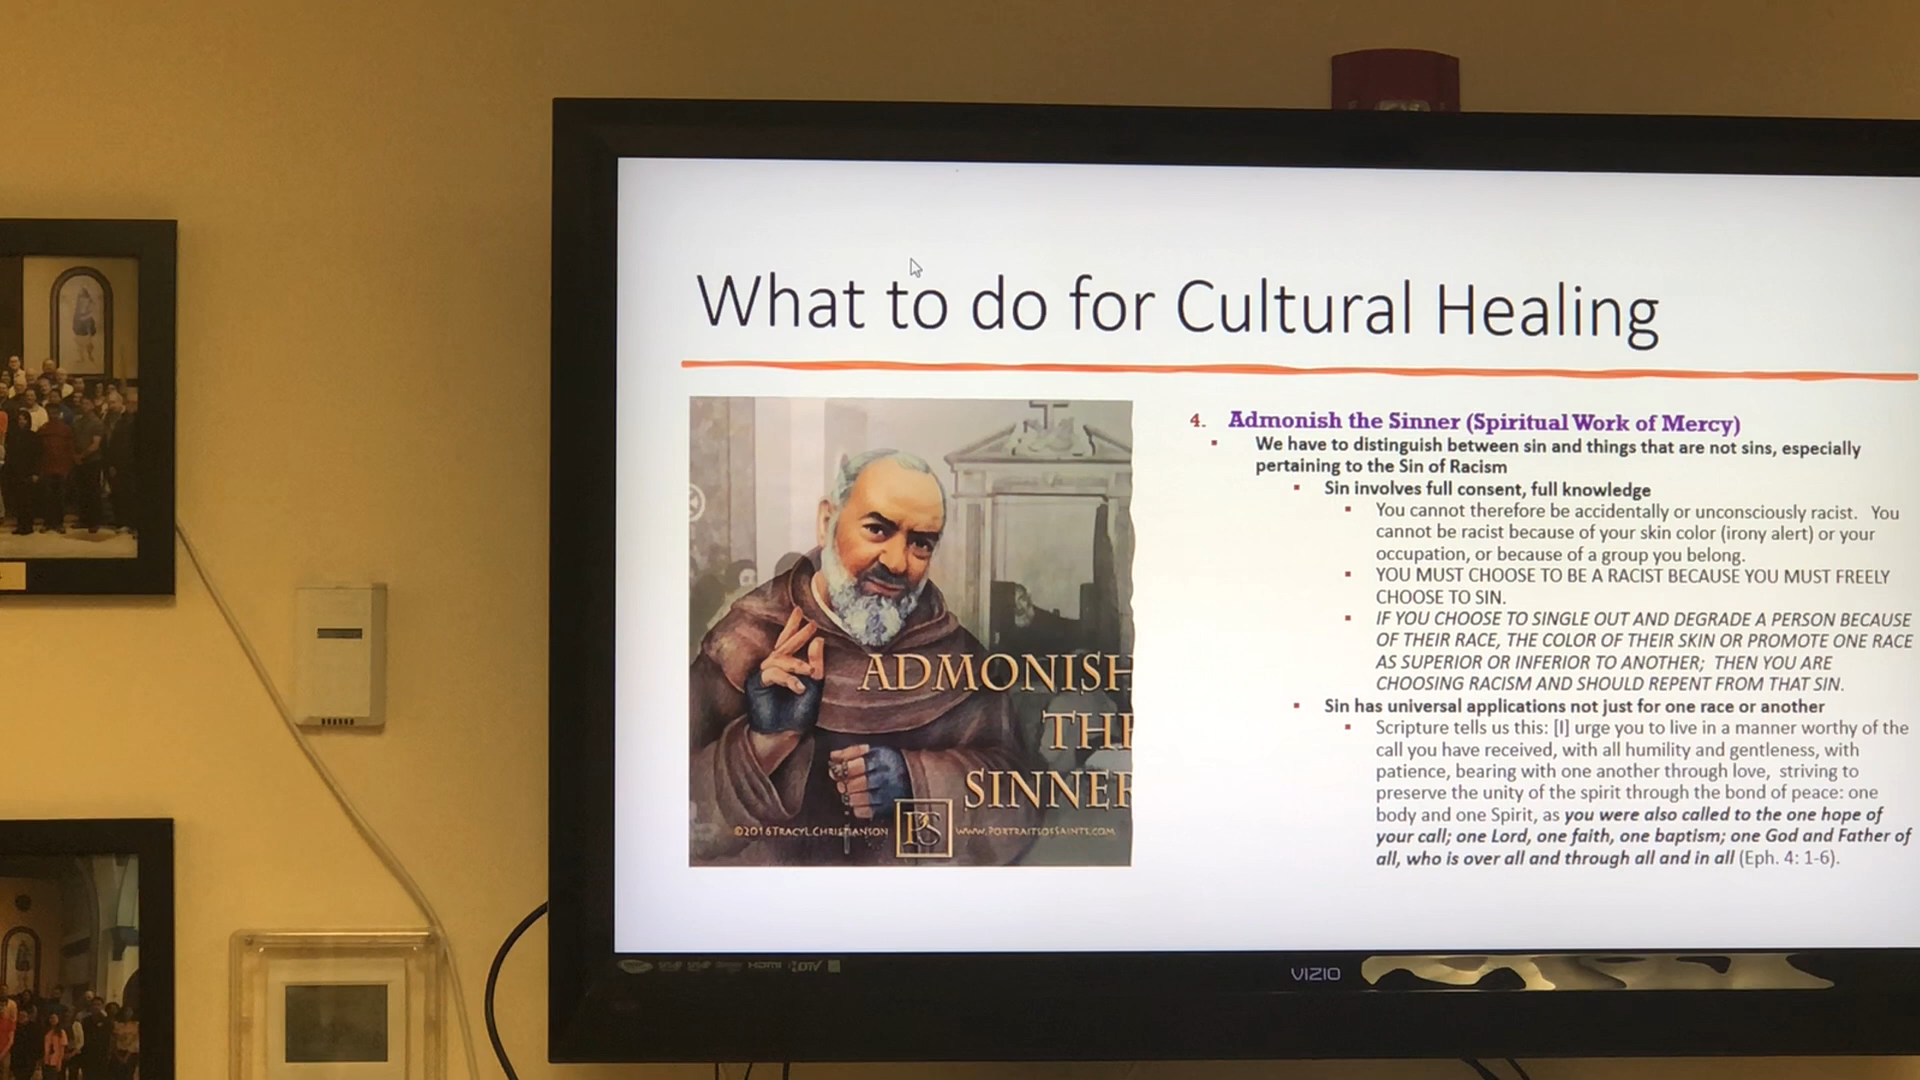 What to do for Cultural Healing
4. Admonish the Sinner (Spiritual Work of Mercy)
▪ We have to distinguish between sin and things that are not sins, especially
pertaining to the Sin of Racism
▪ Sin involves full consent, full knowledge
▪ You cannot therefore be accidentally or unconsciously racist. You
cannot be racist because of your skin color (irony alert) or your
occupation, or because of a group you belong.
▪ YOU MUST CHOOSE TO BE A RACIST BECAUSE YOU MUST FREELY
CHOOSE TO SIN.
▪ IF YOU CHOOSE TO SINGLE OUT AND DEGRADE A PERSON BECAUSE
OF THEIR RACE, THE COLOR OF THEIR SKIN OR PROMOTE ONE RACE
AS SUPERIOR OR INFERIOR TO ANOTHER; THEN YOU ARE
CHOOSING RACISM AND SHOULD REPENT FROM THAT SIN.
▪ Sin has universal applications not just for one race or another
▪ Scripture tells us this: [I] urge you to live in a manner worthy of the
call you have received, with all humility and gentleness, with
patience, bearing with one another through love, striving to
preserve the unity of the spirit through the bond of peace: one
body and one Spirit, as you were also called to the one hope of
your call; one Lord, one faith, one baptism; one God and Father of
all, who is over all and through all and in all (Eph. 4: 1-6).
ADMONISH
THE
SINNER
©2016 TRACY L. CHRISTIANSON PS WWW.PORTRAITSOFSAINTS.COM
HDMI HDTV
VIZIO